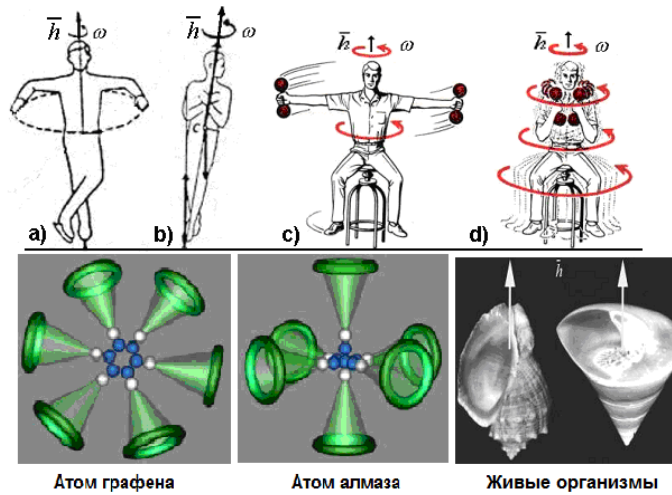 h̅ ω
h̅ ω
h̅ ω
h̅ ω
a) b) c) d)
h̅
Атом графена
Атом алмаза
Живые организмы